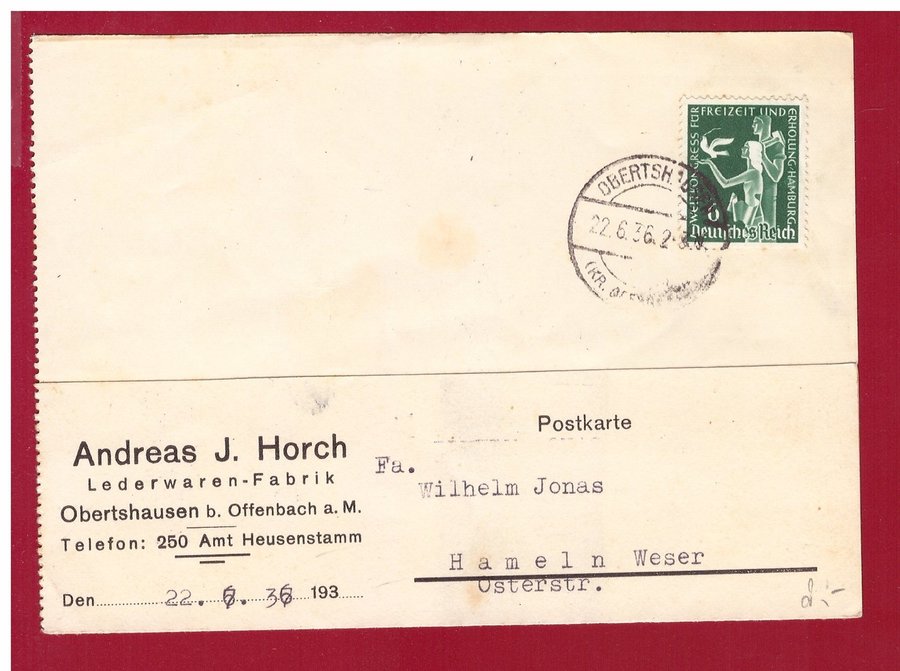 WELTKONGRESS FÜR FREIZEIT UND ERHOLUNG HAMBURG
6
Deutsches Reich
22.6.36.2
(KR.
Postkarte
Andreas J. Horch
Lederwaren-Fabrik
Obertshausen b. Offenbach a. M.
Telefon: 250 Amt Heusenstamm
Den 22. 6. 36 193
Fa.
Wilhelm Jonas
Hameln Weser
Osterstr.